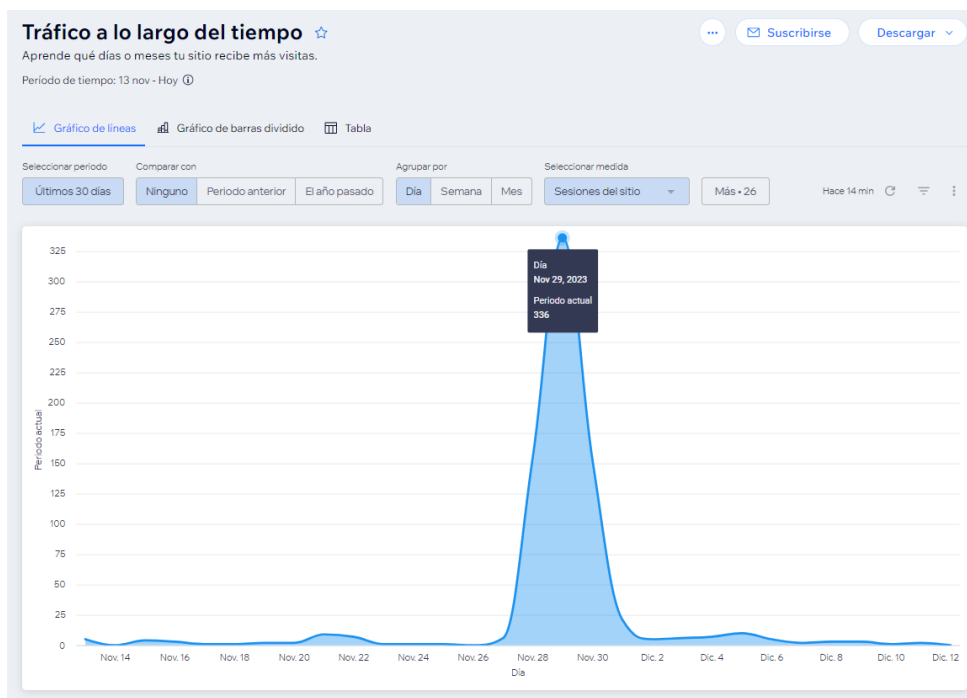 Tráfico a lo largo del tiempo
... Suscribirse Descargar
Aprende qué días o meses tu sitio recibe más visitas.
Período de tiempo: 13 nov - Hoy
Gráfico de líneas Gráfico de barras dividido Tabla
Seleccionar periodo Comparar con Agrupar por Seleccionar medida
Últimos 30 días Ninguno Periodo anterior El año pasado Día Semana Mes Sesiones del sitio Más • 26 Hace 14 min
325
300
275
250
225
200
175
150
125
100
75
50
25
0
Periodo actual
Día
Nov 29, 2023
Periodo actual
336
Nov. 14 Nov. 16 Nov. 18 Nov. 20 Nov. 22 Nov. 24 Nov. 26 Nov. 28 Nov. 30 Dic. 2 Dic. 4 Dic. 6 Dic. 8 Dic. 10 Dic. 12
Día